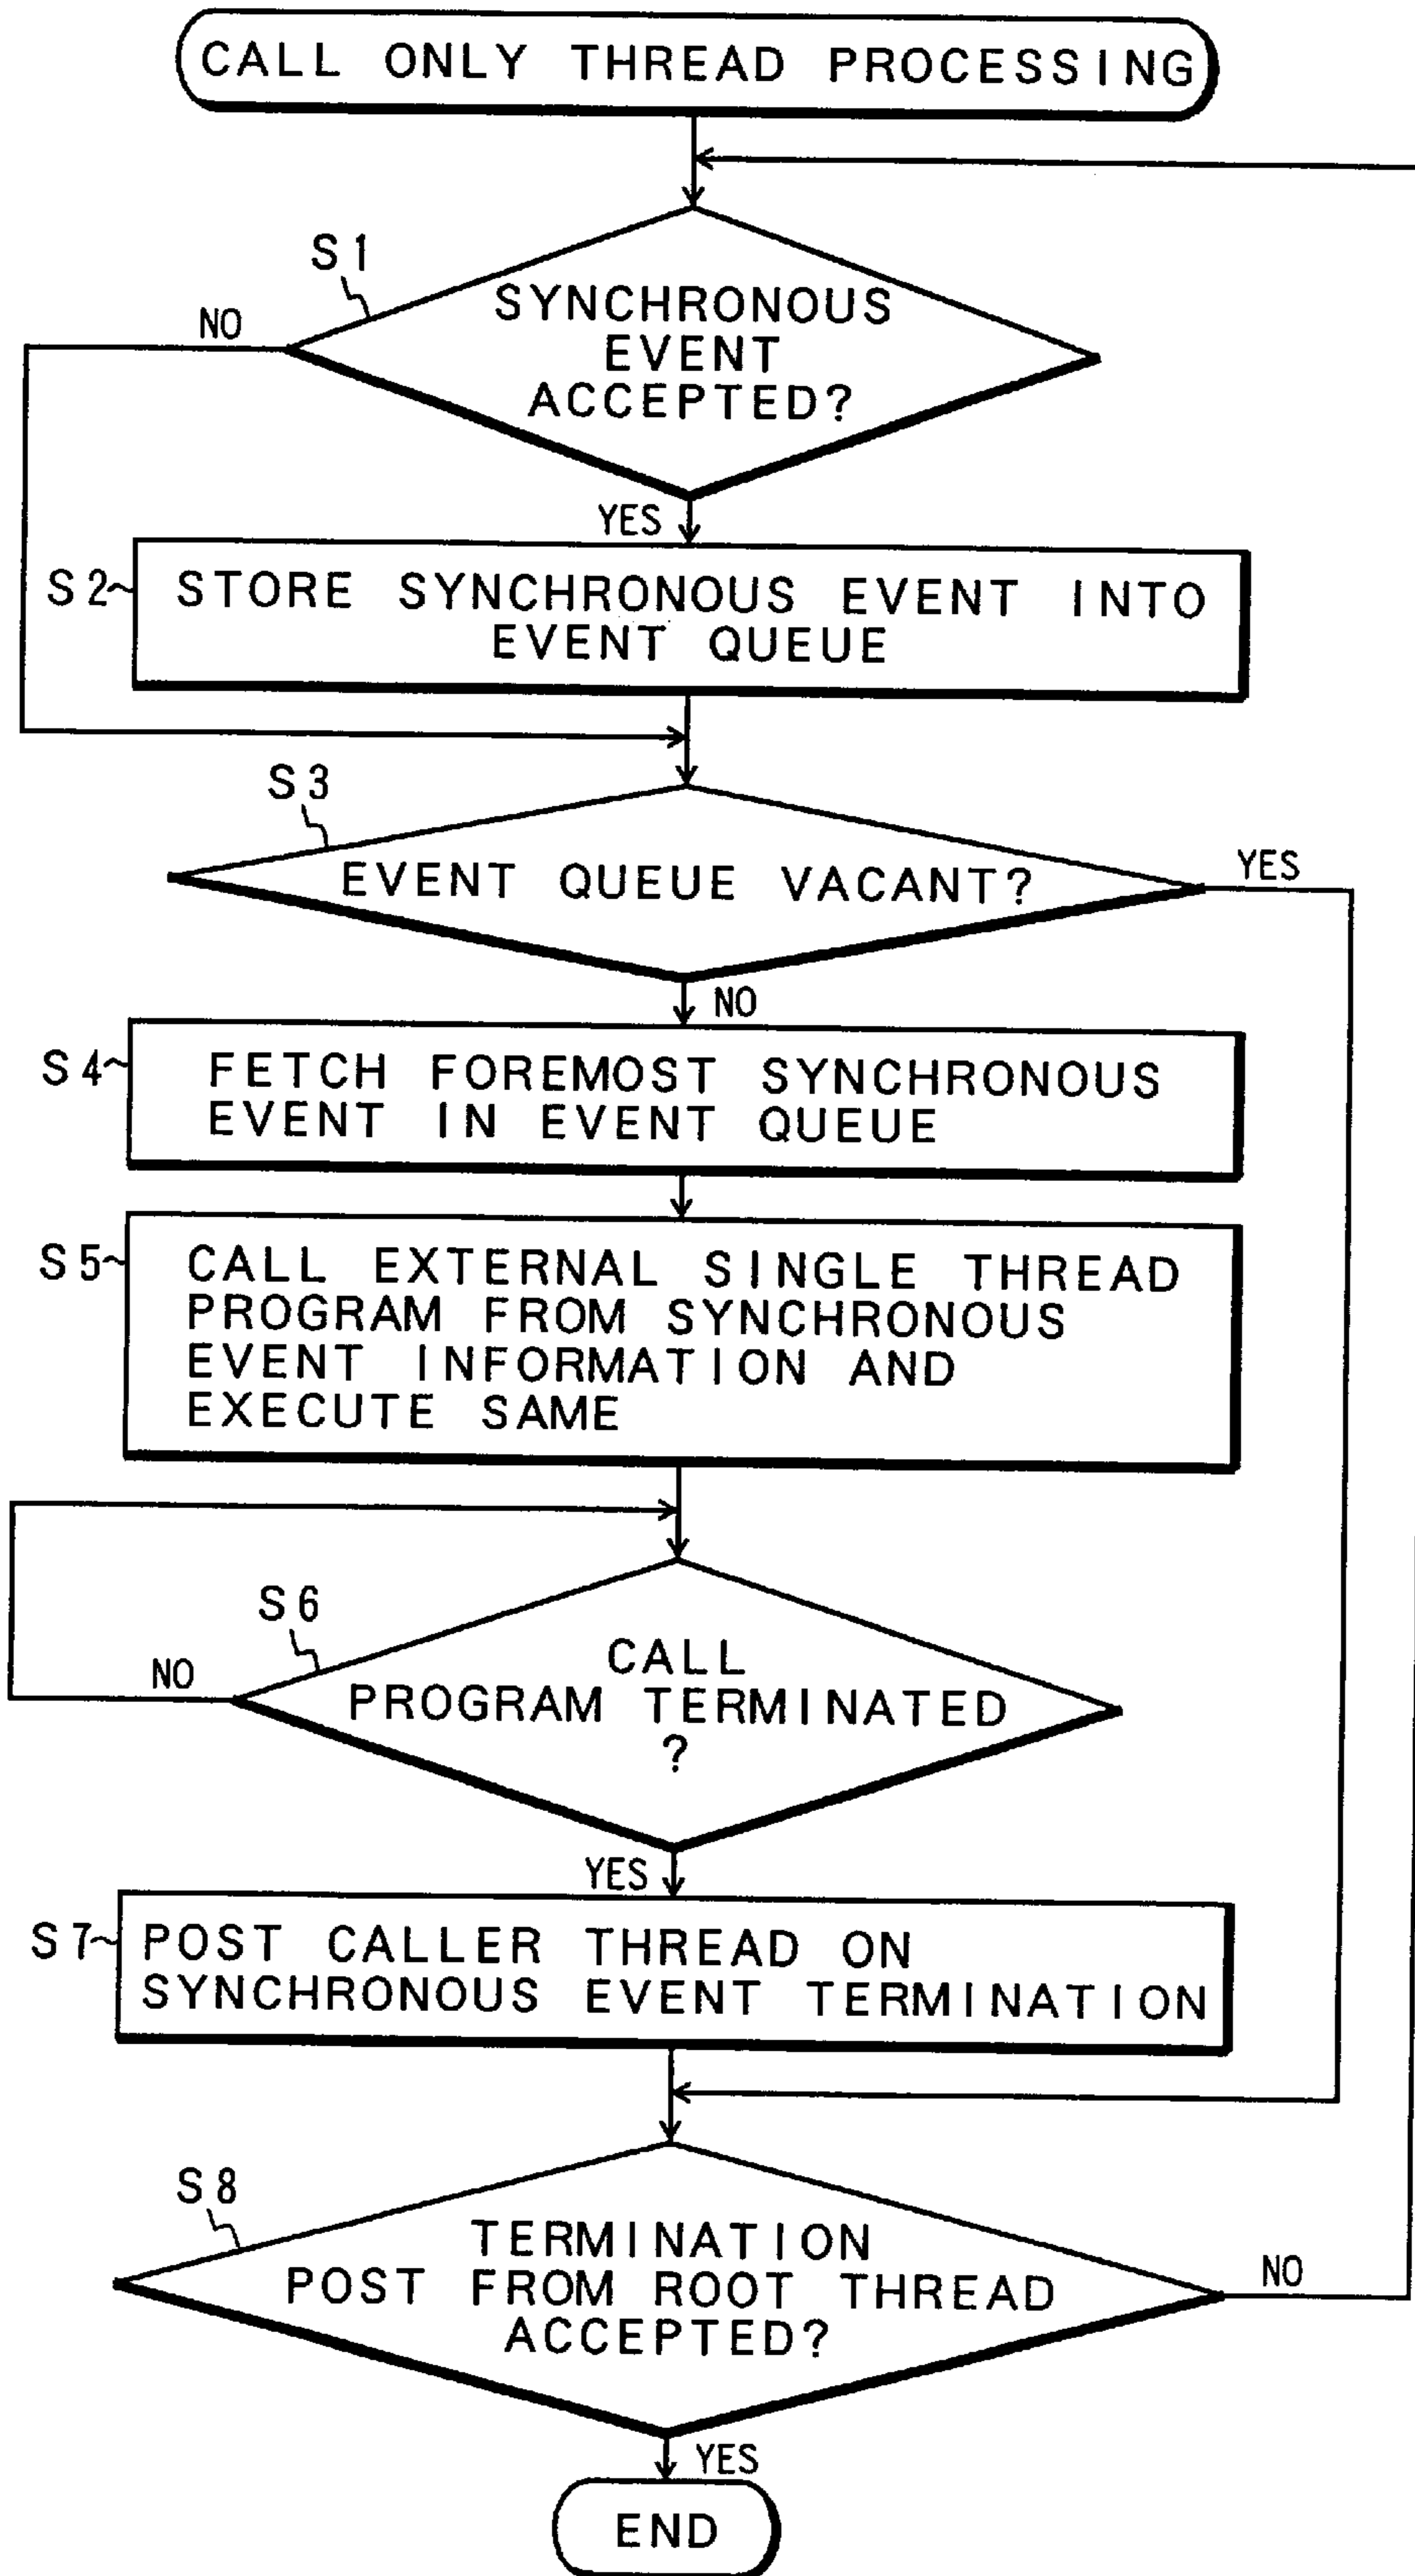 CALL ONLY THREAD PROCESSING
S1
NO
SYNCHRONOUS
EVENT
ACCEPTED?
YES
S2
STORE SYNCHRONOUS EVENT INTO
EVENT QUEUE
S3
EVENT QUEUE VACANT?
YES
NO
S4
FETCH FOREMOST SYNCHRONOUS
EVENT IN EVENT QUEUE
S5
CALL EXTERNAL SINGLE THREAD
PROGRAM FROM SYNCHRONOUS
EVENT INFORMATION AND
EXECUTE SAME
S6
NO
CALL
PROGRAM TERMINATED
?
YES
S7
POST CALLER THREAD ON
SYNCHRONOUS EVENT TERMINATION
S8
TERMINATION
POST FROM ROOT THREAD
ACCEPTED?
NO
YES
END